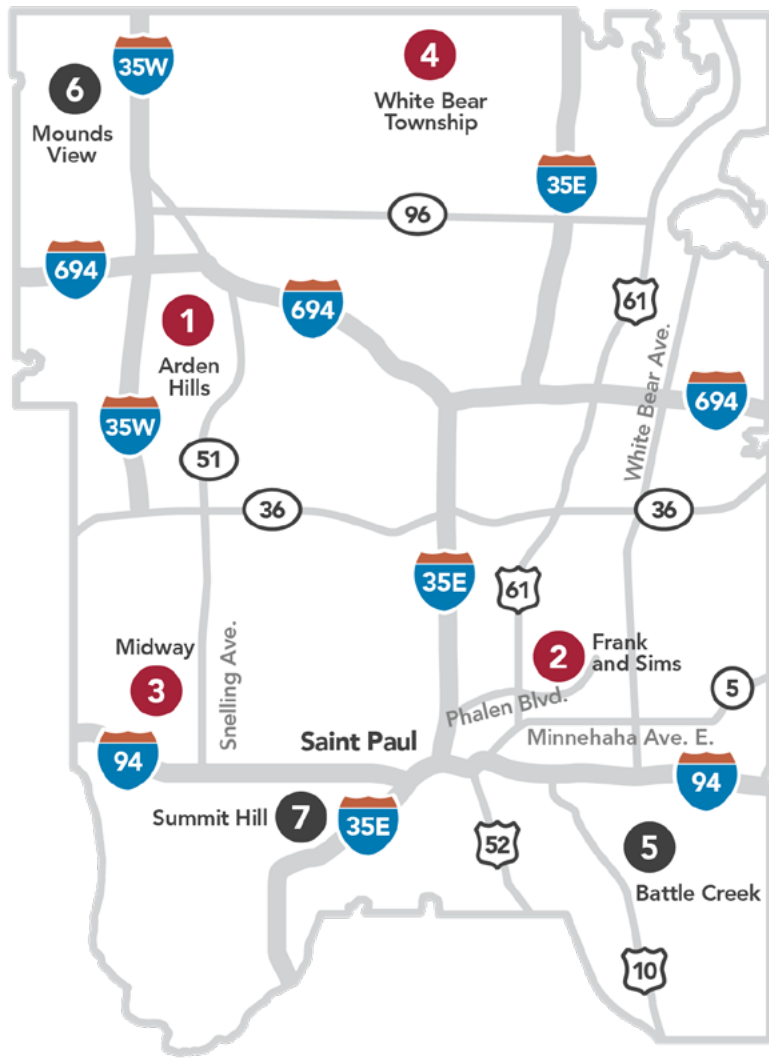 35W
4
6
White Bear
Township
Mounds
View
35E
96
694
61
694
1
Arden
Hills
White Bear Ave.
694
35W
51
36
36
35E
61
Midway
3
Snelling Ave.
2
Frank
and Sims
5
Phalen Blvd.
Saint Paul
Minnehaha Ave. E.
94
94
Summit Hill
7
35E
52
5
Battle Creek
10